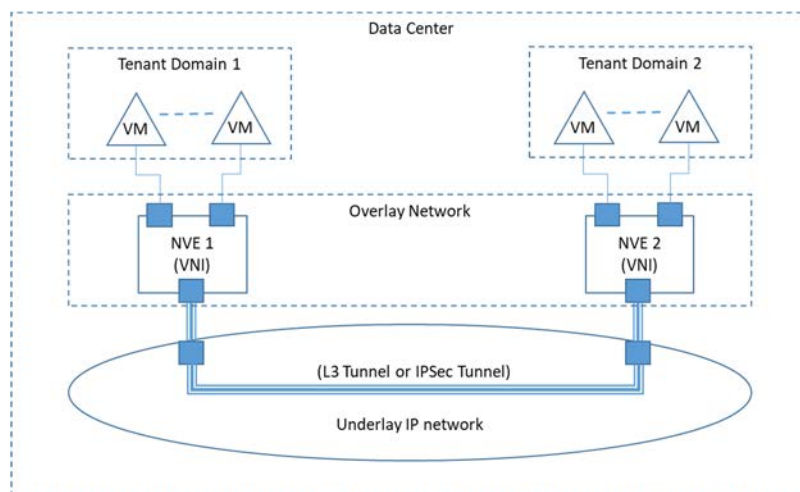 Data Center
Tenant Domain 1
Tenant Domain 2
VM
VM
VM
VM
Overlay Network
NVE 1
(VNI)
NVE 2
(VNI)
(L3 Tunnel or IPSec Tunnel)
Underlay IP network